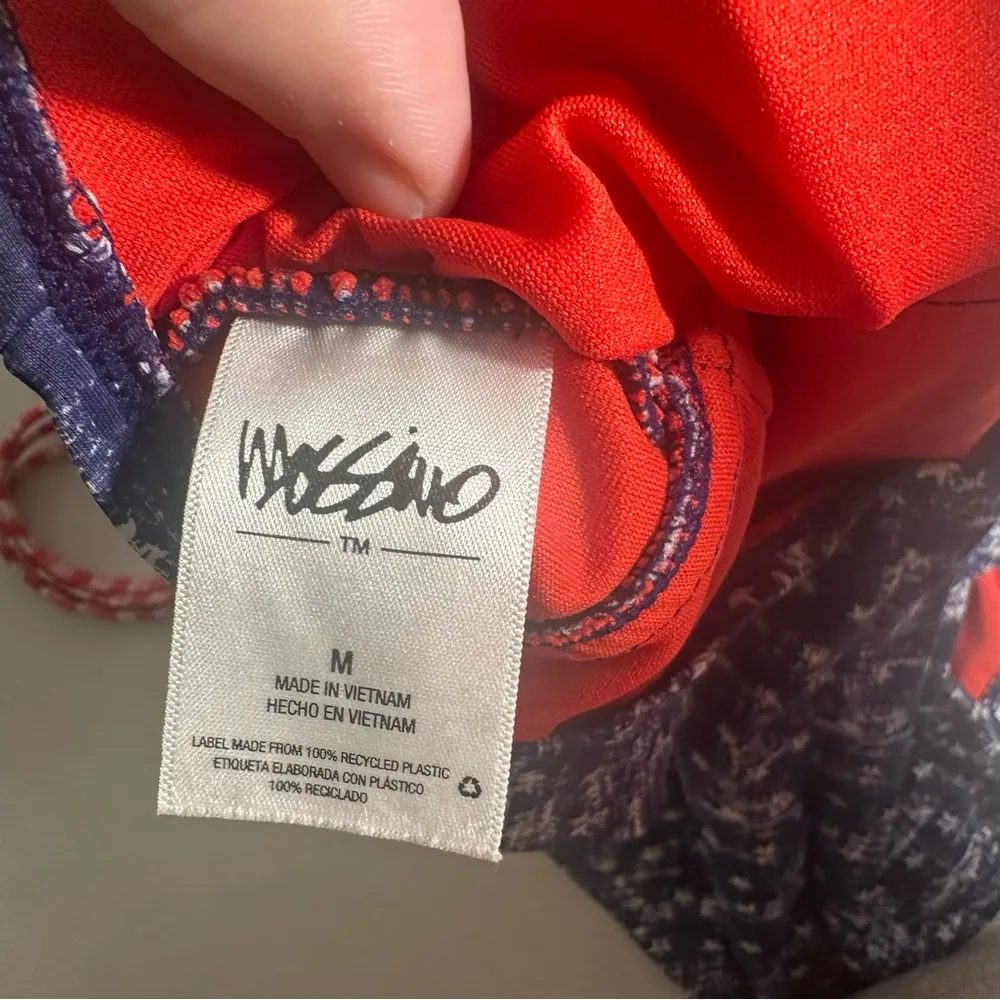 Mossimo
TM
M
MADE IN VIETNAM
HECHO EN VIETNAM
LABEL MADE FROM 100% RECYCLED PLASTIC
ETIQUETA ELABORADA CON PLÁSTICO
100% RECICLADO